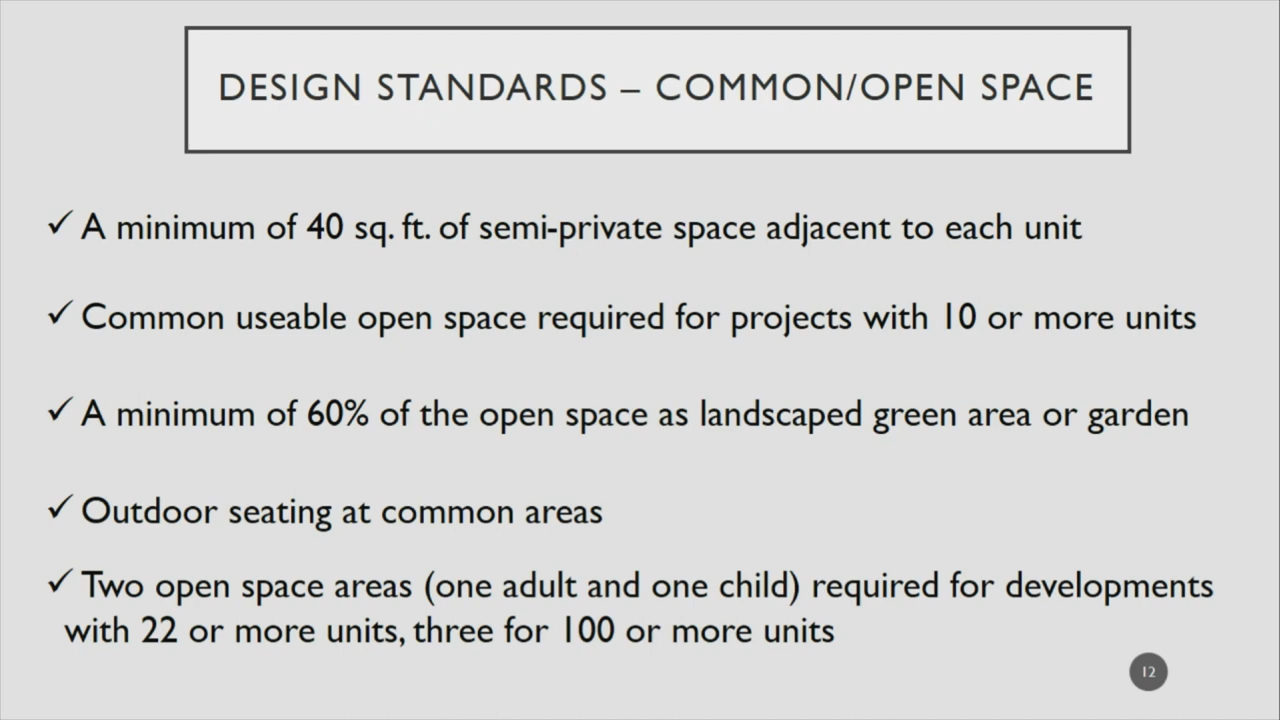 DESIGN STANDARDS – COMMON/OPEN SPACE
✓ A minimum of 40 sq. ft. of semi-private space adjacent to each unit
✓ Common useable open space required for projects with 10 or more units
✓ A minimum of 60% of the open space as landscaped green area or garden
✓ Outdoor seating at common areas
✓ Two open space areas (one adult and one child) required for developments
with 22 or more units, three for 100 or more units
12